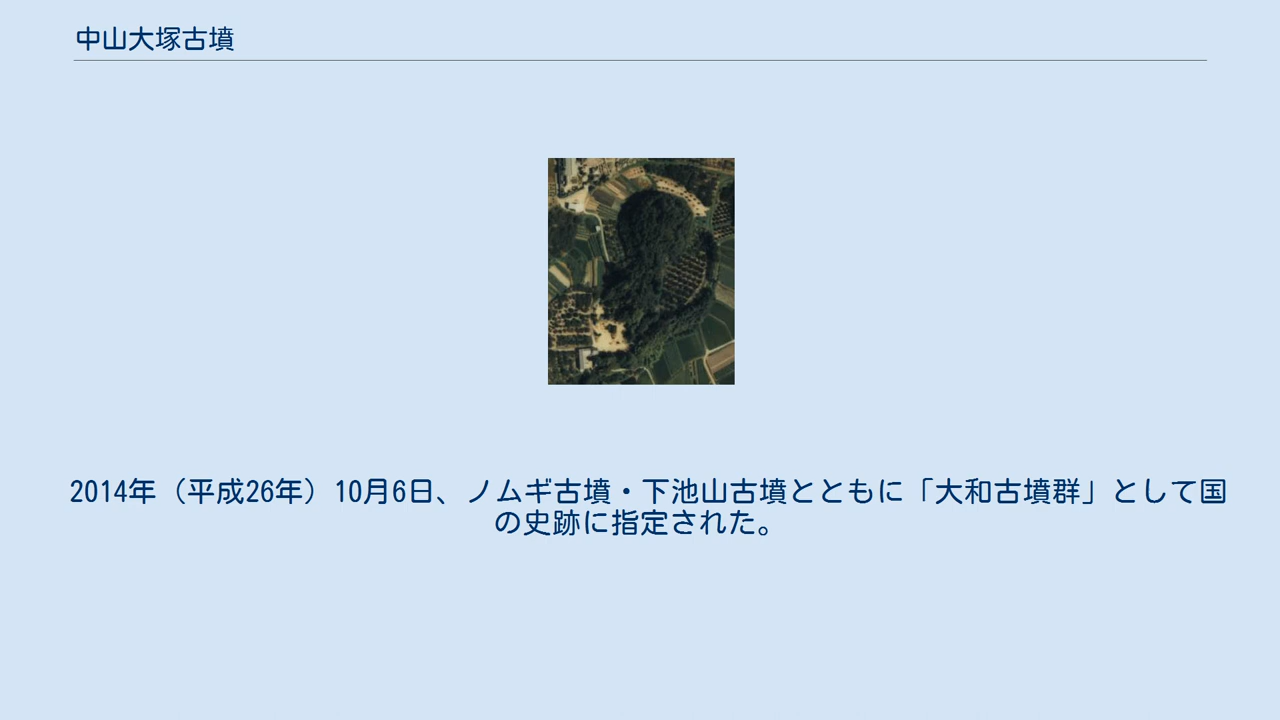 中山大塚古墳
2014年（平成26年）10月6日、ノムギ古墳・下池山古墳とともに「大和古墳群」として国
の史跡に指定された。